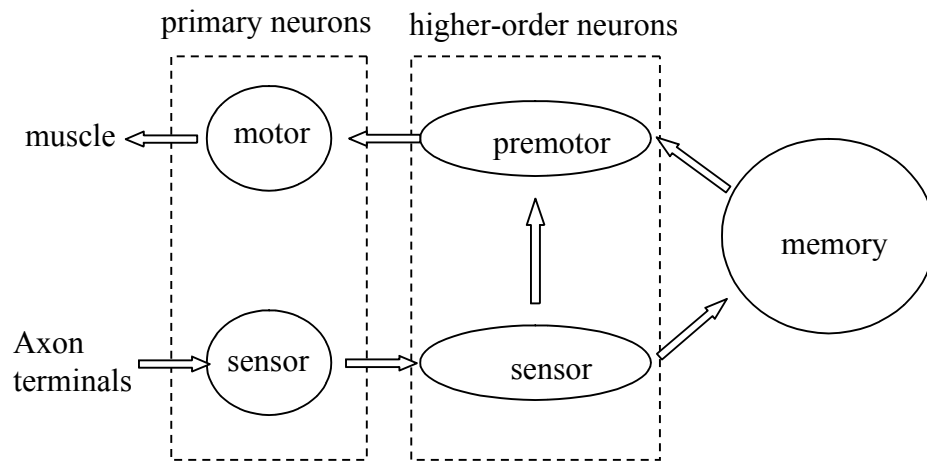 primary neurons
higher-order neurons
muscle
motor
premotor
memory
Axon
terminals
sensor
sensor